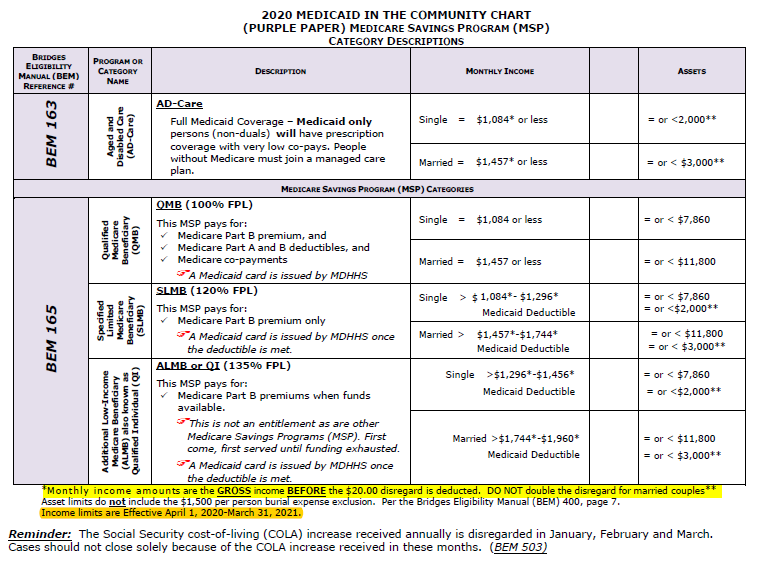 2020 MEDICAID IN THE COMMUNITY CHART
(PURPLE PAPER) MEDICARE SAVINGS PROGRAM (MSP)
CATEGORY DESCRIPTIONS
BRIDGES
ELIGIBILITY
MANUAL (BEM)
REFERENCE #
PROGRAM OR
CATEGORY
NAME
DESCRIPTION
MONTHLY INCOME
ASSETS
BEM 163
Aged and
Disabled Care
(AD-Care)
AD-Care
Full Medicaid Coverage – Medicaid only
persons (non-duals) will have prescription
coverage with very low co-pays. People
without Medicare must join a managed care
plan.
Single = $1,084* or less
= or <2,000**
Married = $1,457* or less
= or < $3,000**
MEDICARE SAVINGS PROGRAM (MSP) CATEGORIES
BEM 165
Qualified
Medicare
Beneficiary
(QMB)
QMB (100% FPL)
This MSP pays for:
✓ Medicare Part B premium, and
✓ Medicare Part A and B deductibles, and
✓ Medicare co-payments
☞A Medicaid card is issued by MDHHS
Single = $1,084 or less
= or < $7,860
Married = $1,457 or less
= or < $11,800
Specified
Limited
Medicare
Beneficiary
(SLMB)
SLMB (120% FPL)
This MSP pays for:
✓ Medicare Part B premium only
☞A Medicaid card is issued by MDHHS once
the deductible is met.
Single > $ 1,084*- $1,296*
Medicaid Deductible
= or < $7,860
= or <$2,000**
Married > $1,457*-$1,744*
Medicaid Deductible
= or < $11,800
= or < $3,000**
Additional Low-Income
Medicare Beneficiary
(ALMB) also known as
Qualified Individual (QI)
ALMB or QI (135% FPL)
This MSP pays for:
✓ Medicare Part B premiums when funds
available.
☞This is not an entitlement as are other
Medicare Savings Programs (MSP). First
come, first served until funding exhausted.
☞A Medicaid card is issued by MDHHS once
the deductible is met.
Single >$1,296*-$1,456*
Medicaid Deductible
= or < $7,860
= or <$2,000**
Married >$1,744*-$1,960*
Medicaid Deductible
= or < $11,800
= or < $3,000**
*Monthly income amounts are the GROSS income BEFORE the $20.00 disregard is deducted. DO NOT double the disregard for married couples**
Asset limits do not include the $1,500 per person burial expense exclusion. Per the Bridges Eligibility Manual (BEM) 400, page 7.
Income limits are Effective April 1, 2020-March 31, 2021.
Reminder: The Social Security cost-of-living (COLA) increase received annually is disregarded in January, February and March.
Cases should not close solely because of the COLA increase received in these months. (BEM 503)